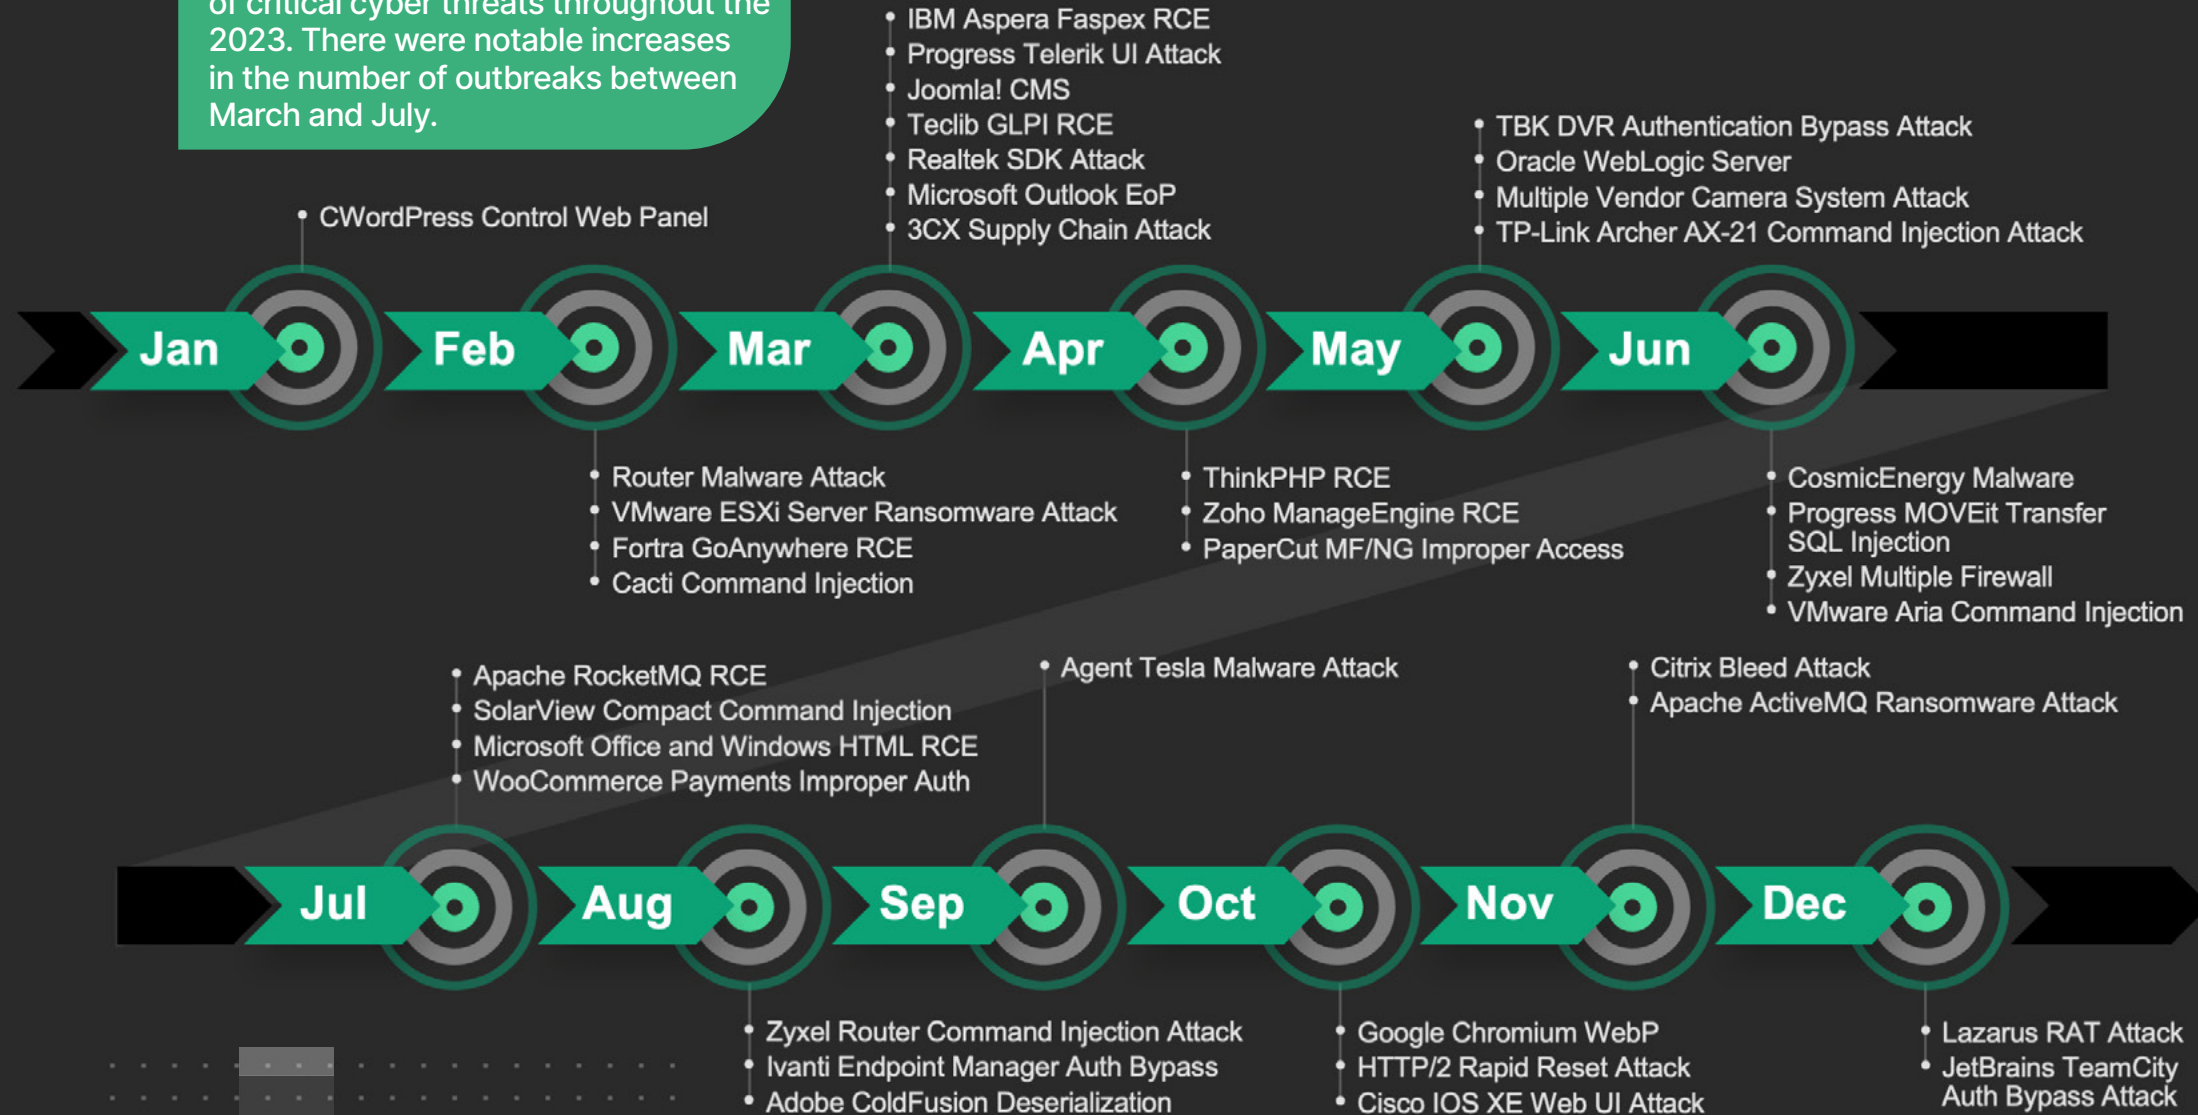 of critical cyber threats throughout the
2023. There were notable increases
in the number of outbreaks between
March and July.
• CWordPress Control Web Panel
• IBM Aspera Faspex RCE
• Progress Telerik UI Attack
• Joomla! CMS
• Teclib GLPI RCE
• Realtek SDK Attack
• Microsoft Outlook EoP
• 3CX Supply Chain Attack
• TBK DVR Authentication Bypass Attack
• Oracle WebLogic Server
• Multiple Vendor Camera System Attack
• TP-Link Archer AX-21 Command Injection Attack
Jan
Feb
Mar
Apr
May
Jun
• Router Malware Attack
• VMware ESXi Server Ransomware Attack
• Fortra GoAnywhere RCE
• Cacti Command Injection
• ThinkPHP RCE
• Zoho ManageEngine RCE
• PaperCut MF/NG Improper Access
• CosmicEnergy Malware
• Progress MOVEit Transfer
SQL Injection
• Zyxel Multiple Firewall
• VMware Aria Command Injection
• Apache RocketMQ RCE
• SolarView Compact Command Injection
• Microsoft Office and Windows HTML RCE
• WooCommerce Payments Improper Auth
• Agent Tesla Malware Attack
• Citrix Bleed Attack
• Apache ActiveMQ Ransomware Attack
Jul
Aug
Sep
Oct
Nov
Dec
• Zyxel Router Command Injection Attack
• Ivanti Endpoint Manager Auth Bypass
• Adobe ColdFusion Deserialization
• Google Chromium WebP
• HTTP/2 Rapid Reset Attack
• Cisco IOS XE Web UI Attack
• Lazarus RAT Attack
• JetBrains TeamCity
Auth Bypass Attack